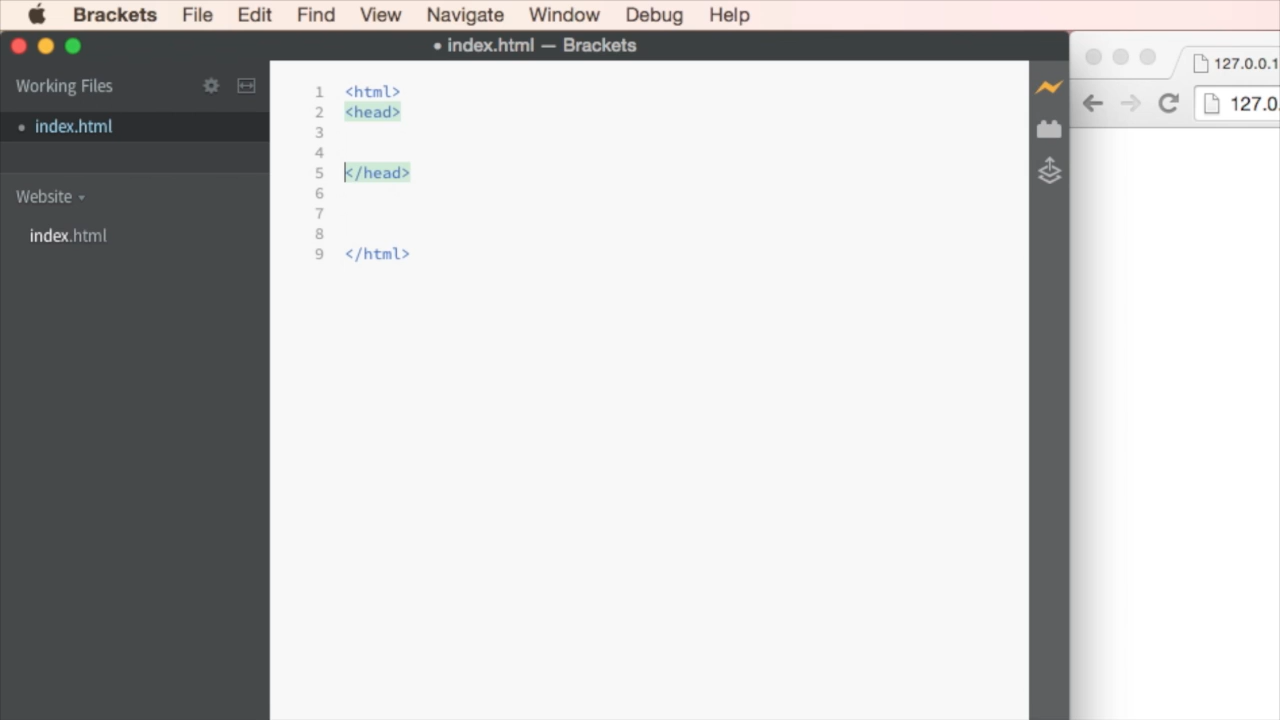 Brackets File Edit Find View Navigate Window Debug Help
• index.html — Brackets
Working Files
• index.html
Website
index.html
1 <html>
2 <head>
3
4
5 </head>
6
7
8
9 </html>
127.0.0.1
127.0.